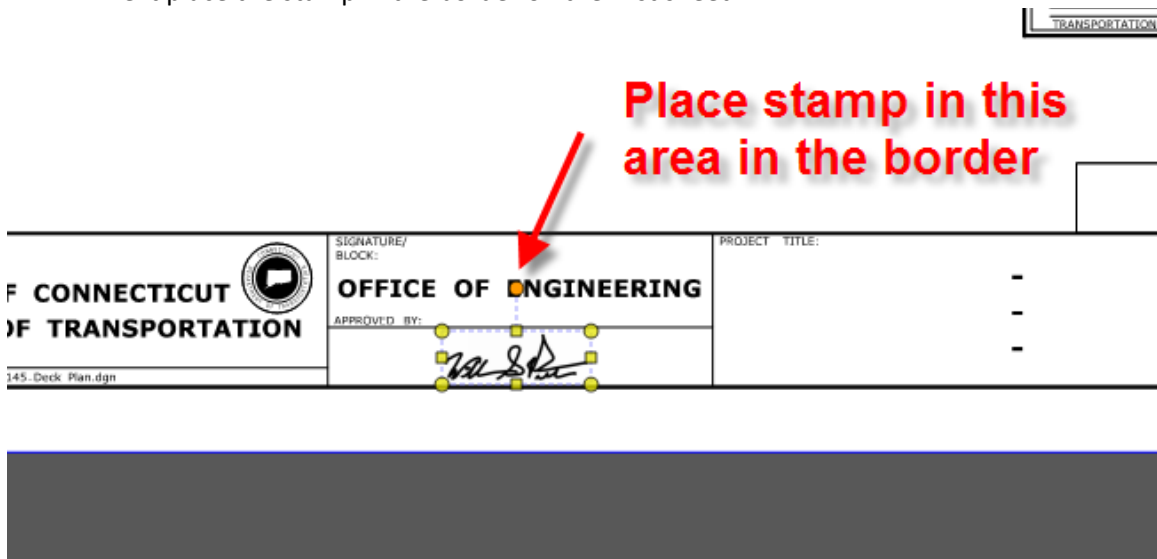 TRANSPORTATION
Place stamp in this
area in the border
SIGNATURE/
BLOCK:
OFFICE OF ENGINEERING
APPROVED BY:
PROJECT TITLE:
-
-
-
F CONNECTICUT
OF TRANSPORTATION
145_Deck Plan.dgn